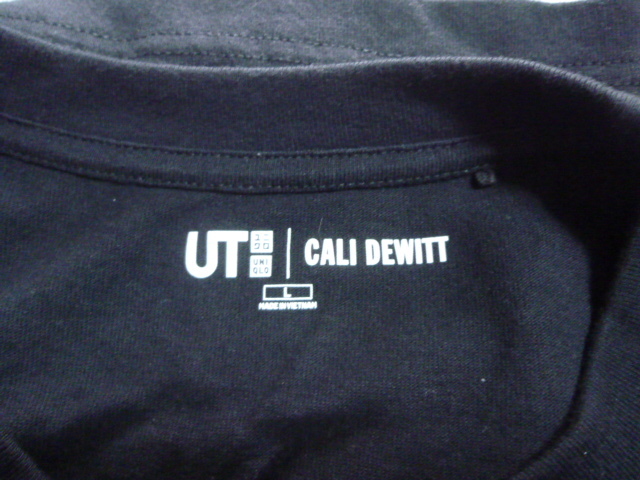 UT UNI QLO CALI DEWITT
L
MADE IN VIETNAM